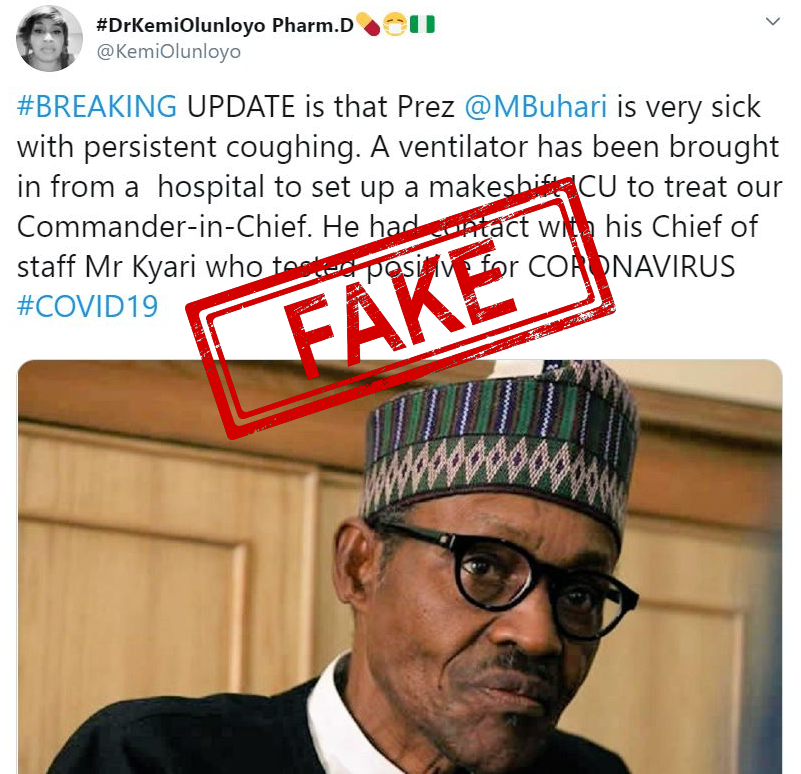 #DrKemiOlunloyo Pharm.D💊😷🇳🇬
@KemiOlunloyo
#BREAKING UPDATE is that Prez @MBuhari is very sick
with persistent coughing. A ventilator has been brought
in from a  hospital to set up a makeshift ICU to treat our
Commander-in-Chief. He had contact with his Chief of
staff Mr Kyari who tested positive for CORONAVIRUS
#COVID19
FAKE